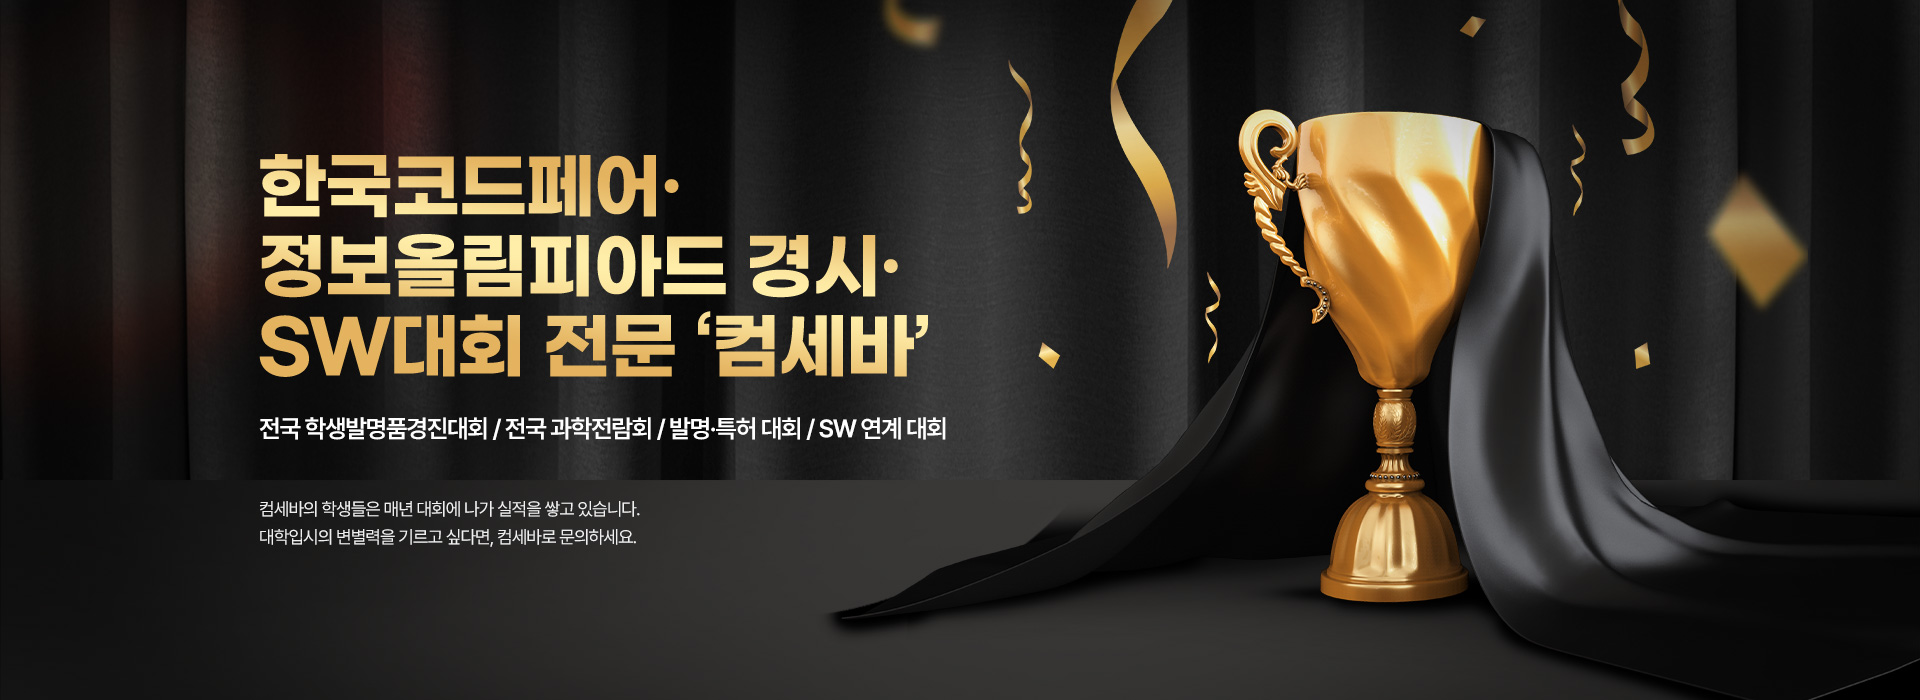 한국코드페어·
정보올림피아드 경시·
SW대회 전문 ‘컴세바’
전국 학생발명품경진대회 / 전국 과학전람회 / 발명·특허 대회 / SW 연계 대회
컴세바의 학생들은 매년 대회에 나가 실적을 쌓고 있습니다.
대학입시의 변별력을 기르고 싶다면, 컴세바로 문의하세요.